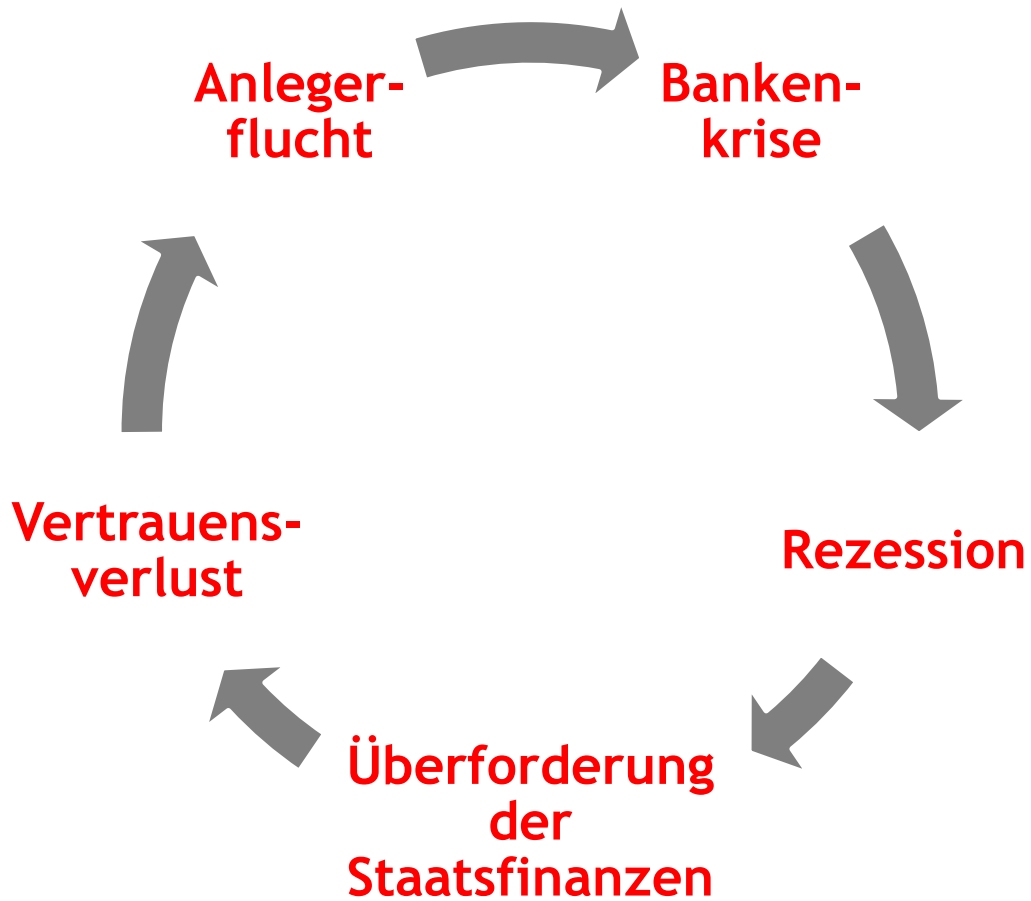 Anleger-
flucht
Banken-
krise
Rezession
Überforderung
der
Staatsfinanzen
Vertrauens-
verlust